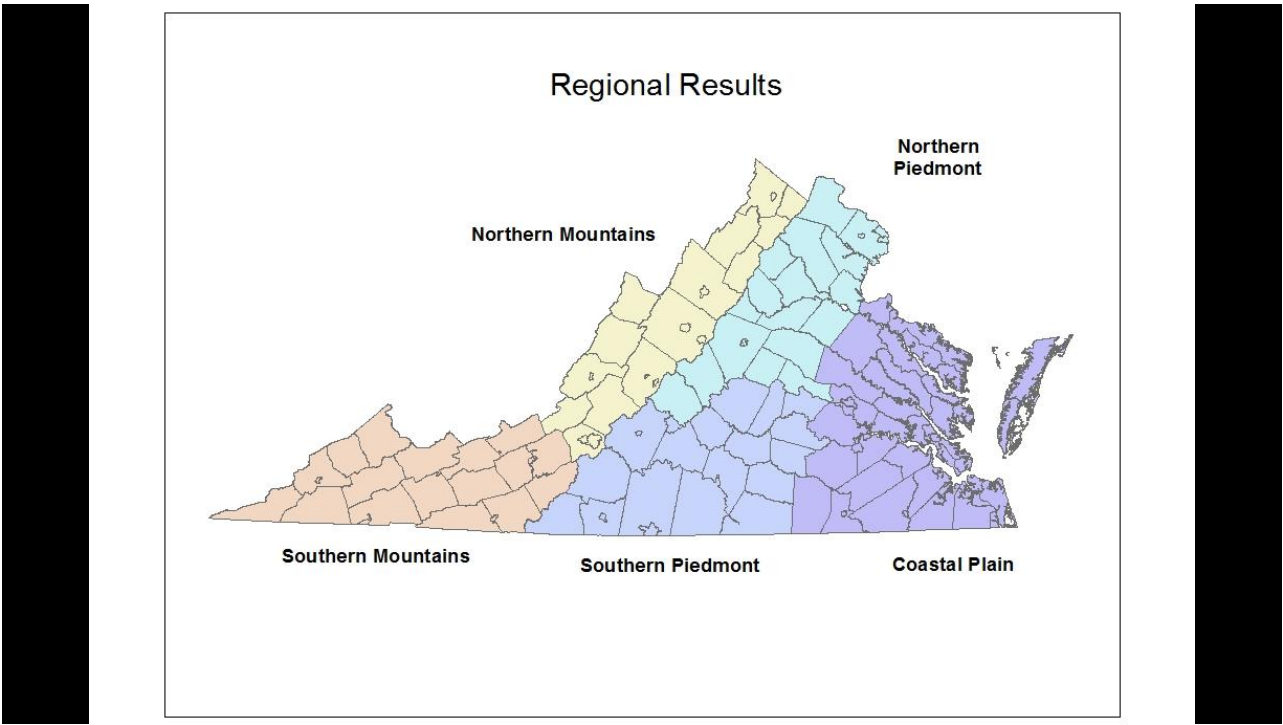 Regional Results
Northern
Piedmont
Northern Mountains
Southern Mountains
Southern Piedmont
Coastal Plain